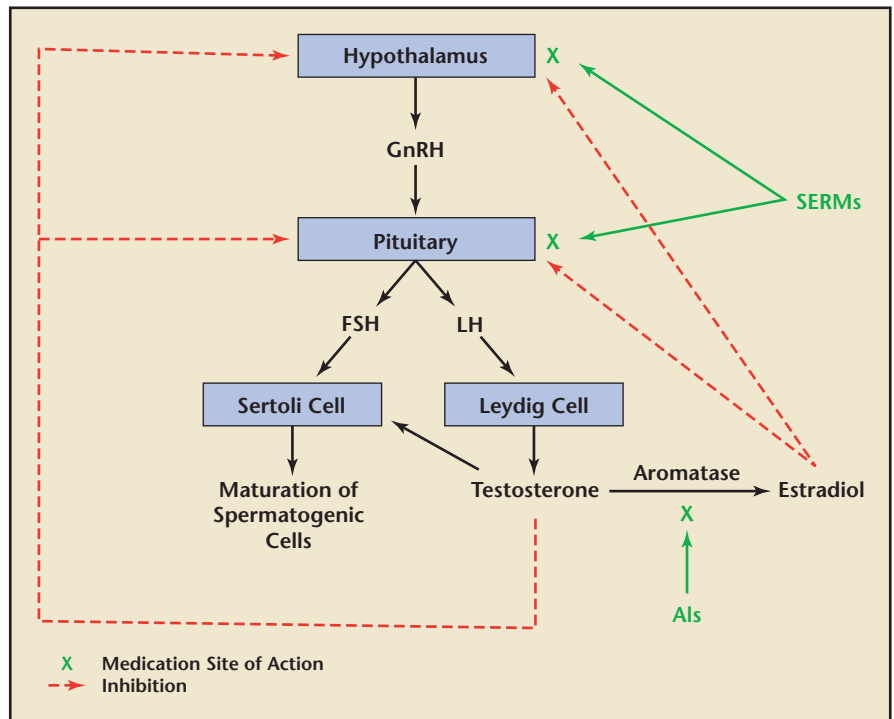 Hypothalamus
X
GnRH
SERMs
Pituitary
X
FSH
LH
Sertoli Cell
Leydig Cell
Maturation of
Spermatogenic
Cells
Testosterone
Aromatase
Estradiol
X
AIs
X Medication Site of Action
Inhibition